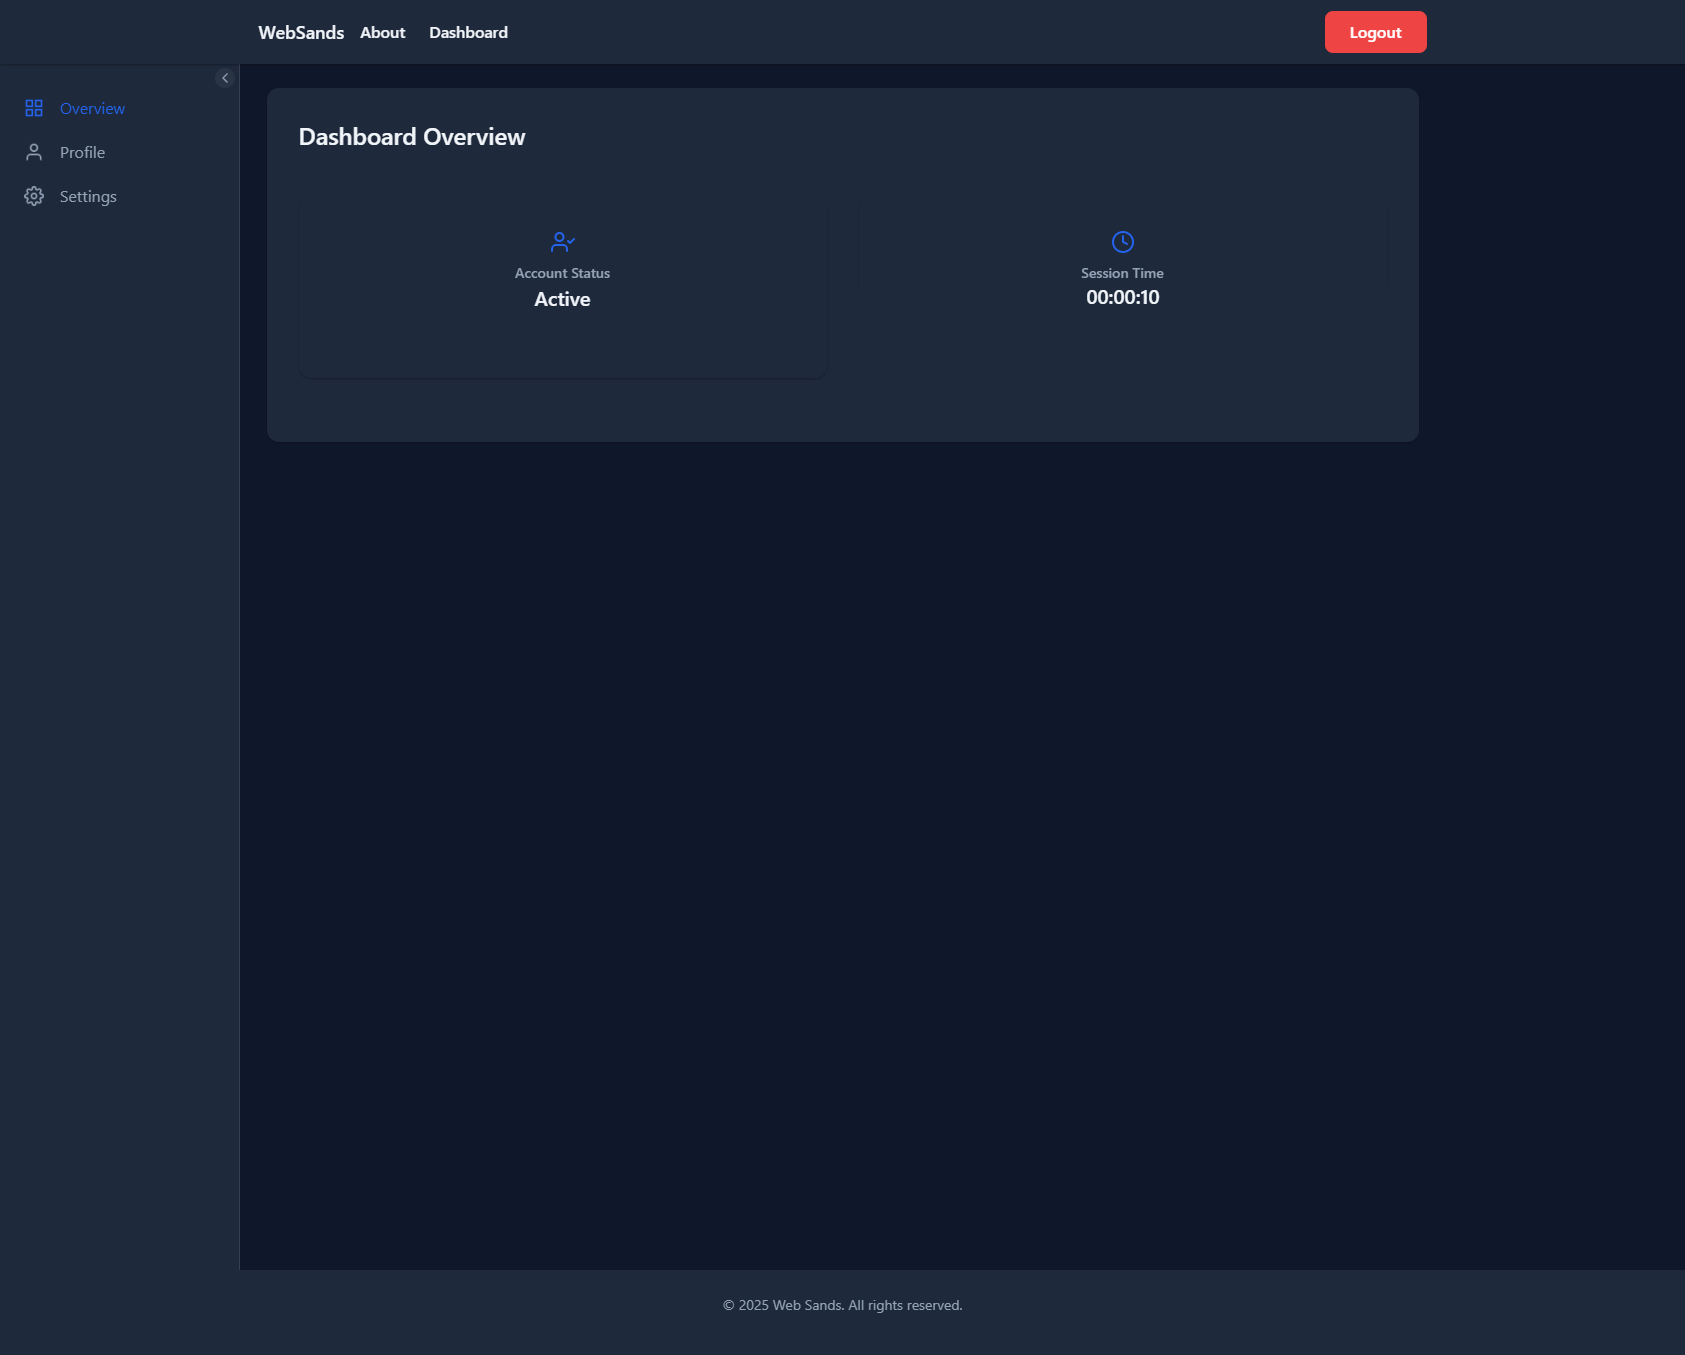 WebSands About Dashboard Logout
Overview
Profile
Settings
Dashboard Overview
Account Status
Active
Session Time
00:00:10
© 2025 Web Sands. All rights reserved.